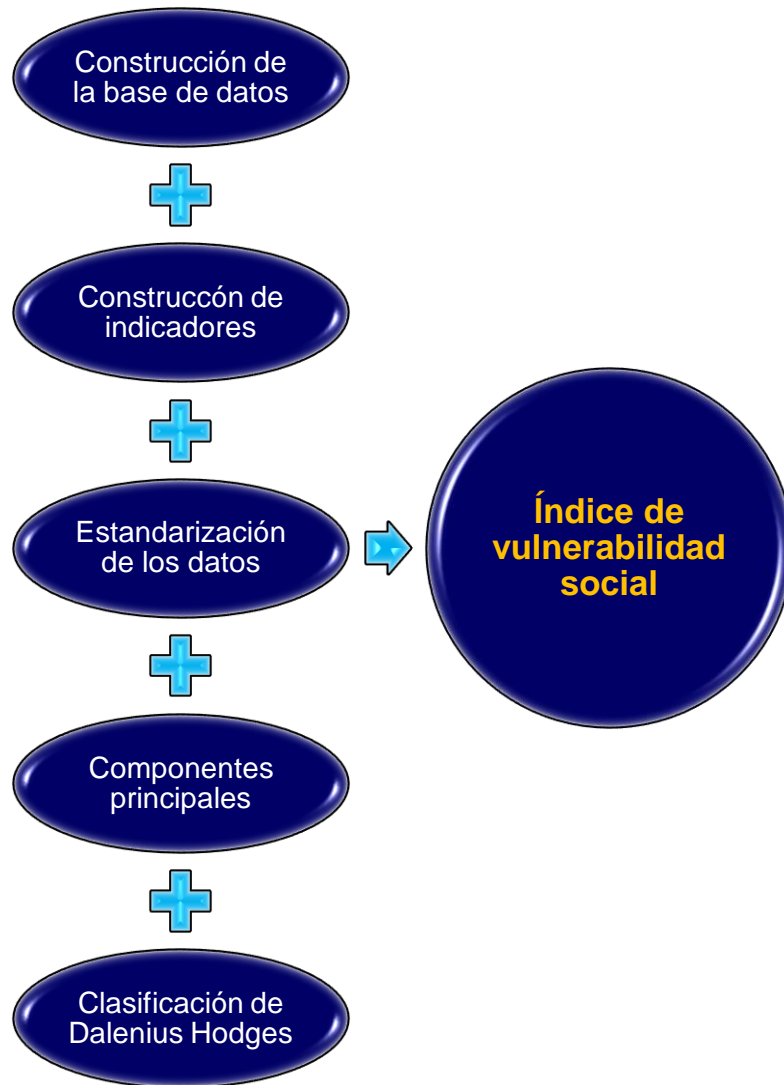 Construcción de
la base de datos
Construccón de
indicadores
Estandarización
de los datos
Componentes
principales
Clasificación de
Dalenius Hodges
Índice de
vulnerabilidad
social